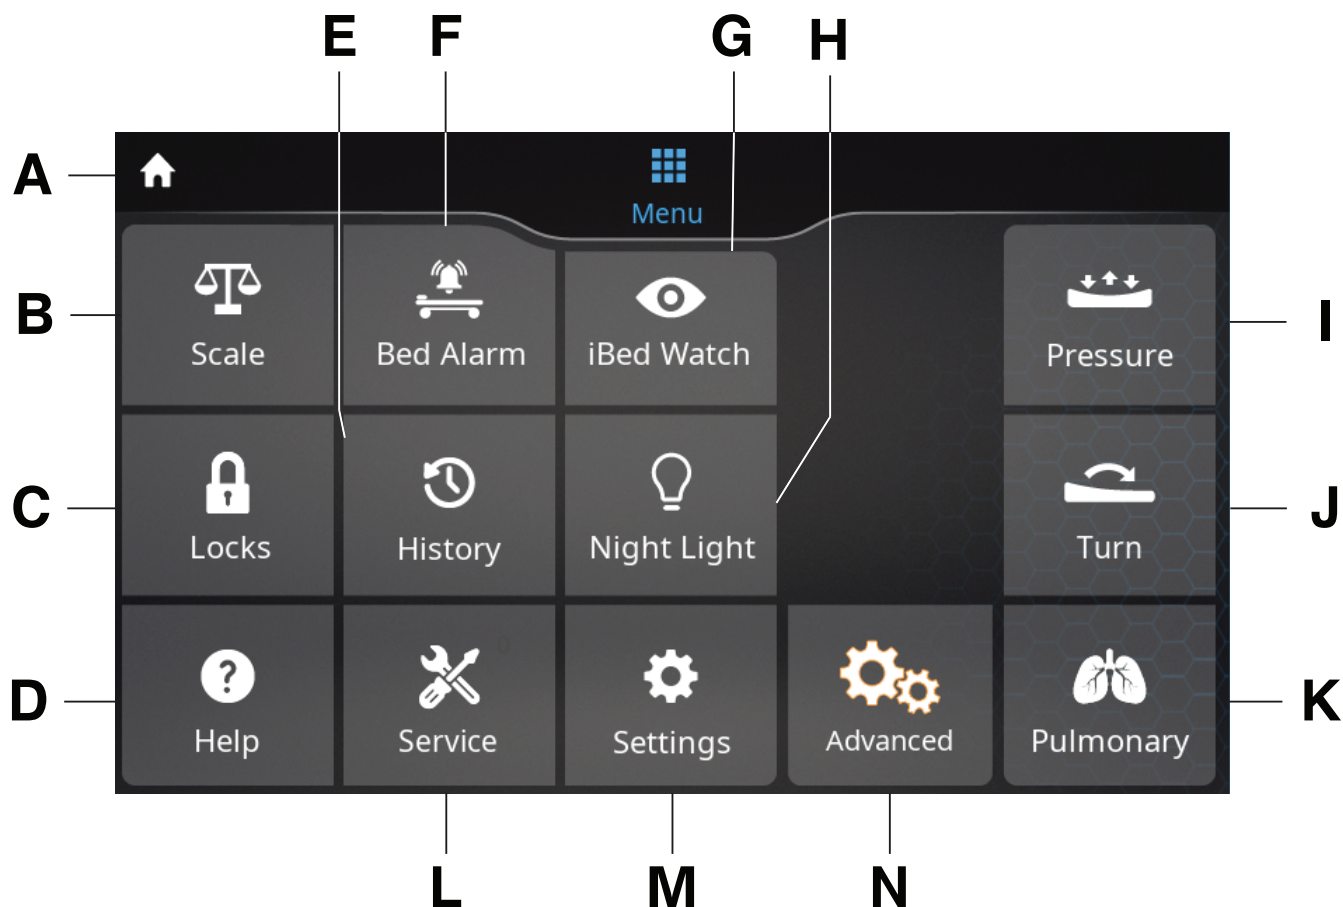 E F G H
A
Menu
B Scale Bed Alarm iBed Watch Pressure I
C Locks History Night Light Turn J
D Help Service Settings Advanced Pulmonary K
L M N